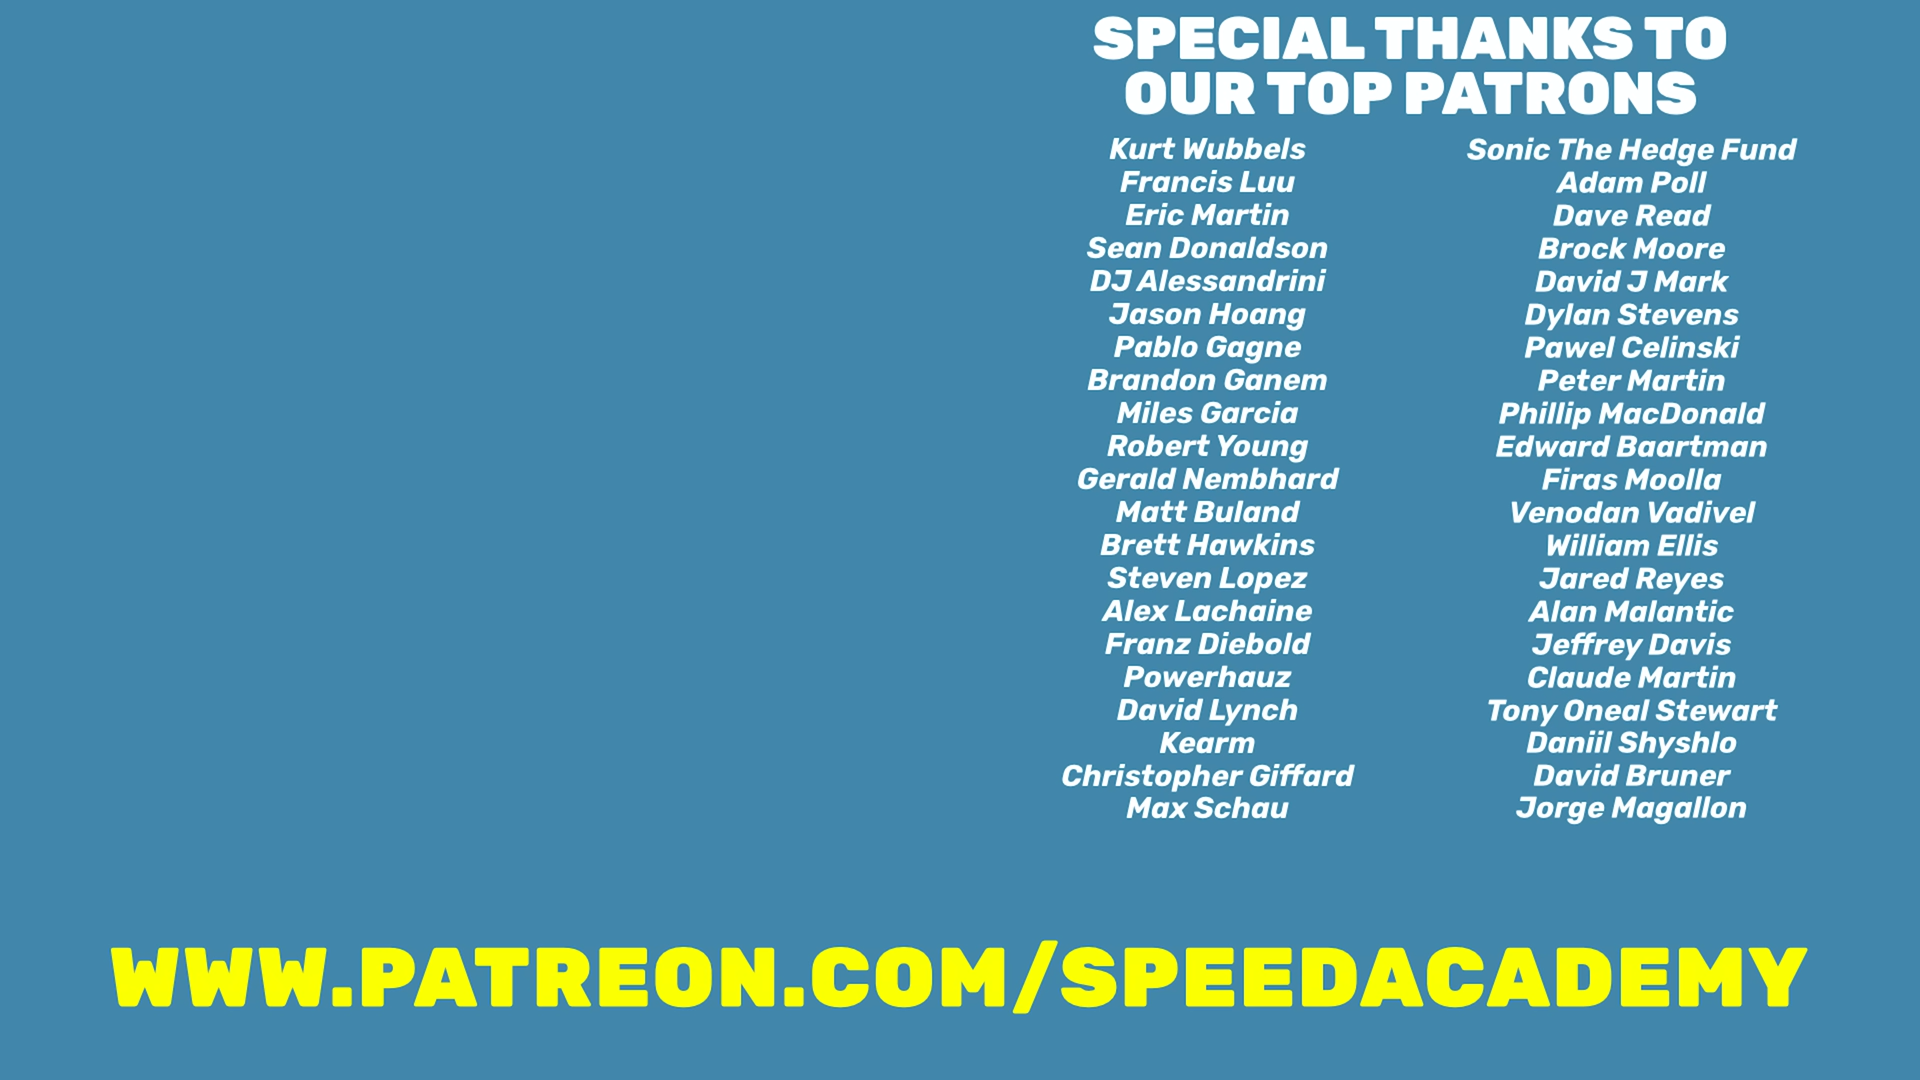 SPECIAL THANKS TO
OUR TOP PATRONS
Kurt Wubbels
Francis Luu
Eric Martin
Sean Donaldson
DJ Alessandrini
Jason Hoang
Pablo Gagne
Brandon Ganem
Miles Garcia
Robert Young
Gerald Nembhard
Matt Buland
Brett Hawkins
Steven Lopez
Alex Lachaine
Franz Diebold
Powerhauz
David Lynch
Kearm
Christopher Giffard
Max Schau
Sonic The Hedge Fund
Adam Poll
Dave Read
Brock Moore
David J Mark
Dylan Stevens
Pawel Celinski
Peter Martin
Phillip MacDonald
Edward Baartman
Firas Moolla
Venodan Vadivel
William Ellis
Jared Reyes
Alan Malantic
Jeffrey Davis
Claude Martin
Tony Oneal Stewart
Daniil Shyshlo
David Bruner
Jorge Magallon
WWW.PATREON.COM/SPEEDACADEMY